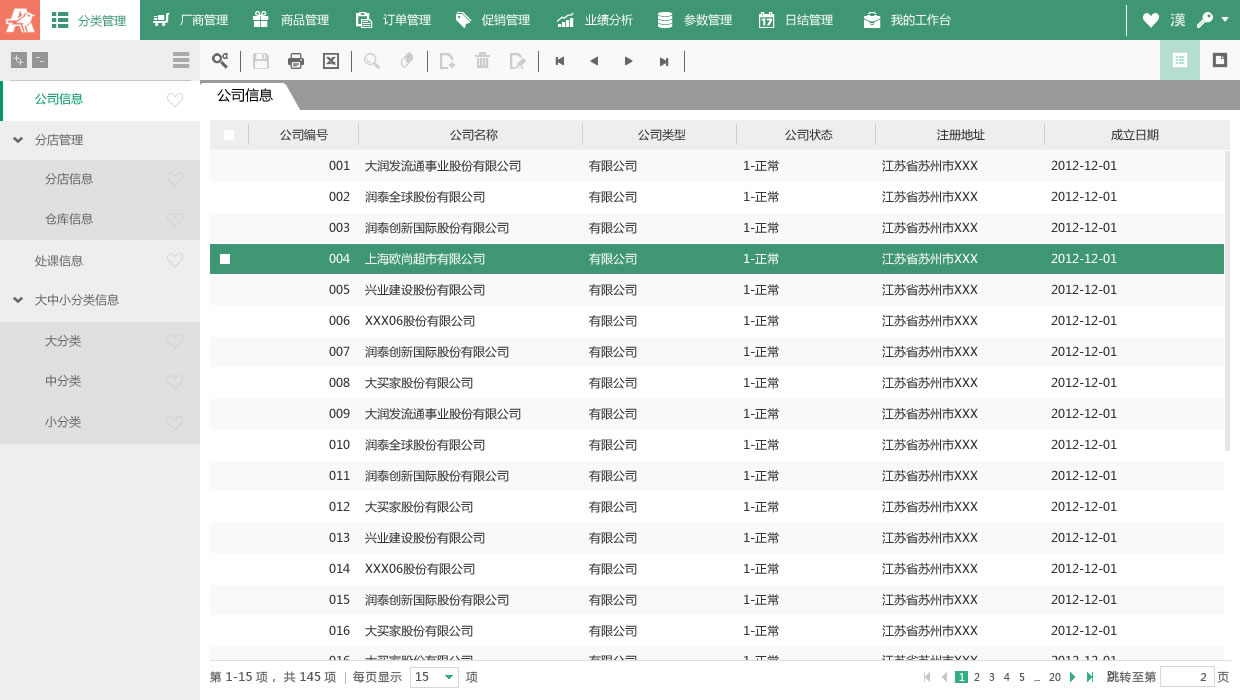 分类管理 厂商管理 商品管理 订单管理 促销管理 业绩分析 参数管理 日结管理 我的工作台 漢
公司信息
分店管理
分店信息
仓库信息
处课信息
大中小分类信息
大分类
中分类
小分类
公司信息
公司编号 公司名称 公司类型 公司状态 注册地址 成立日期
001 大润发流通事业股份有限公司 有限公司 1-正常 江苏省苏州市XXX 2012-12-01
002 润泰全球股份有限公司 有限公司 1-正常 江苏省苏州市XXX 2012-12-01
003 润泰创新国际股份有限公司 有限公司 1-正常 江苏省苏州市XXX 2012-12-01
004 上海欧尚超市有限公司 有限公司 1-正常 江苏省苏州市XXX 2012-12-01
005 兴业建设股份有限公司 有限公司 1-正常 江苏省苏州市XXX 2012-12-01
006 XXX06股份有限公司 有限公司 1-正常 江苏省苏州市XXX 2012-12-01
007 润泰创新国际股份有限公司 有限公司 1-正常 江苏省苏州市XXX 2012-12-01
008 大买家股份有限公司 有限公司 1-正常 江苏省苏州市XXX 2012-12-01
009 大润发流通事业股份有限公司 有限公司 1-正常 江苏省苏州市XXX 2012-12-01
010 润泰全球股份有限公司 有限公司 1-正常 江苏省苏州市XXX 2012-12-01
011 润泰创新国际股份有限公司 有限公司 1-正常 江苏省苏州市XXX 2012-12-01
012 大买家股份有限公司 有限公司 1-正常 江苏省苏州市XXX 2012-12-01
013 兴业建设股份有限公司 有限公司 1-正常 江苏省苏州市XXX 2012-12-01
014 XXX06股份有限公司 有限公司 1-正常 江苏省苏州市XXX 2012-12-01
015 润泰创新国际股份有限公司 有限公司 1-正常 江苏省苏州市XXX 2012-12-01
016 大买家股份有限公司 有限公司 1-正常 江苏省苏州市XXX 2012-12-01
016 大买家股份有限公司 有限公司 1-正常 江苏省苏州市XXX 2012-12-01
第 1-15 项，共 145 项 | 每页显示 15 项 1 2 3 4 5 ... 20 跳转至第 2 页